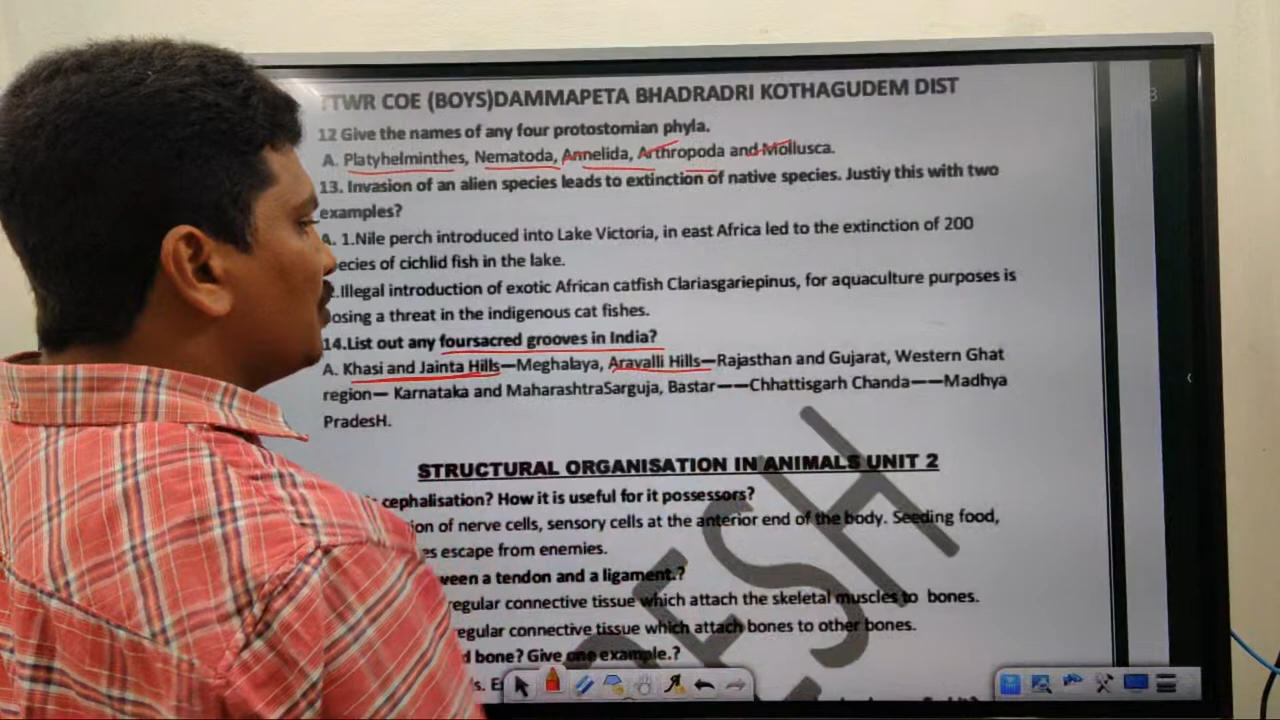 TWR COE (BOYS)DAMMAPETA BHADRADRI KOTHAGUDEM DIST
12 Give the names of any four protostomian phyla.
A. Platyhelminthes, Nematoda, Annelida, Arthropoda and Mollusca.
13. Invasion of an alien species leads to extinction of native species. Justiy this with two
examples?
A. 1.Nile perch introduced into Lake Victoria, in east Africa led to the extinction of 200
ecies of cichlid fish in the lake.
.Illegal introduction of exotic African catfish Clariasgariepinus, for aquaculture purposes is
osing a threat in the indigenous cat fishes.
14.List out any foursacred grooves in India?
A. Khasi and Jainta Hills—Meghalaya, Aravalli Hills—Rajasthan and Gujarat, Western Ghat
region— Karnataka and MaharashtraSarguja, Bastar——Chhattisgarh Chanda——Madhya
PradesH.
STRUCTURAL ORGANISATION IN ANIMALS UNIT 2
cephalisation? How it is useful for it possessors?
ion of nerve cells, sensory cells at the anterior end of the body. Seeding food,
es escape from enemies.
ween a tendon and a ligament.?
regular connective tissue which attach the skeletal muscles to bones.
egular connective tissue which attach bones to other bones.
d bone? Give one example.?
s. E
ESH